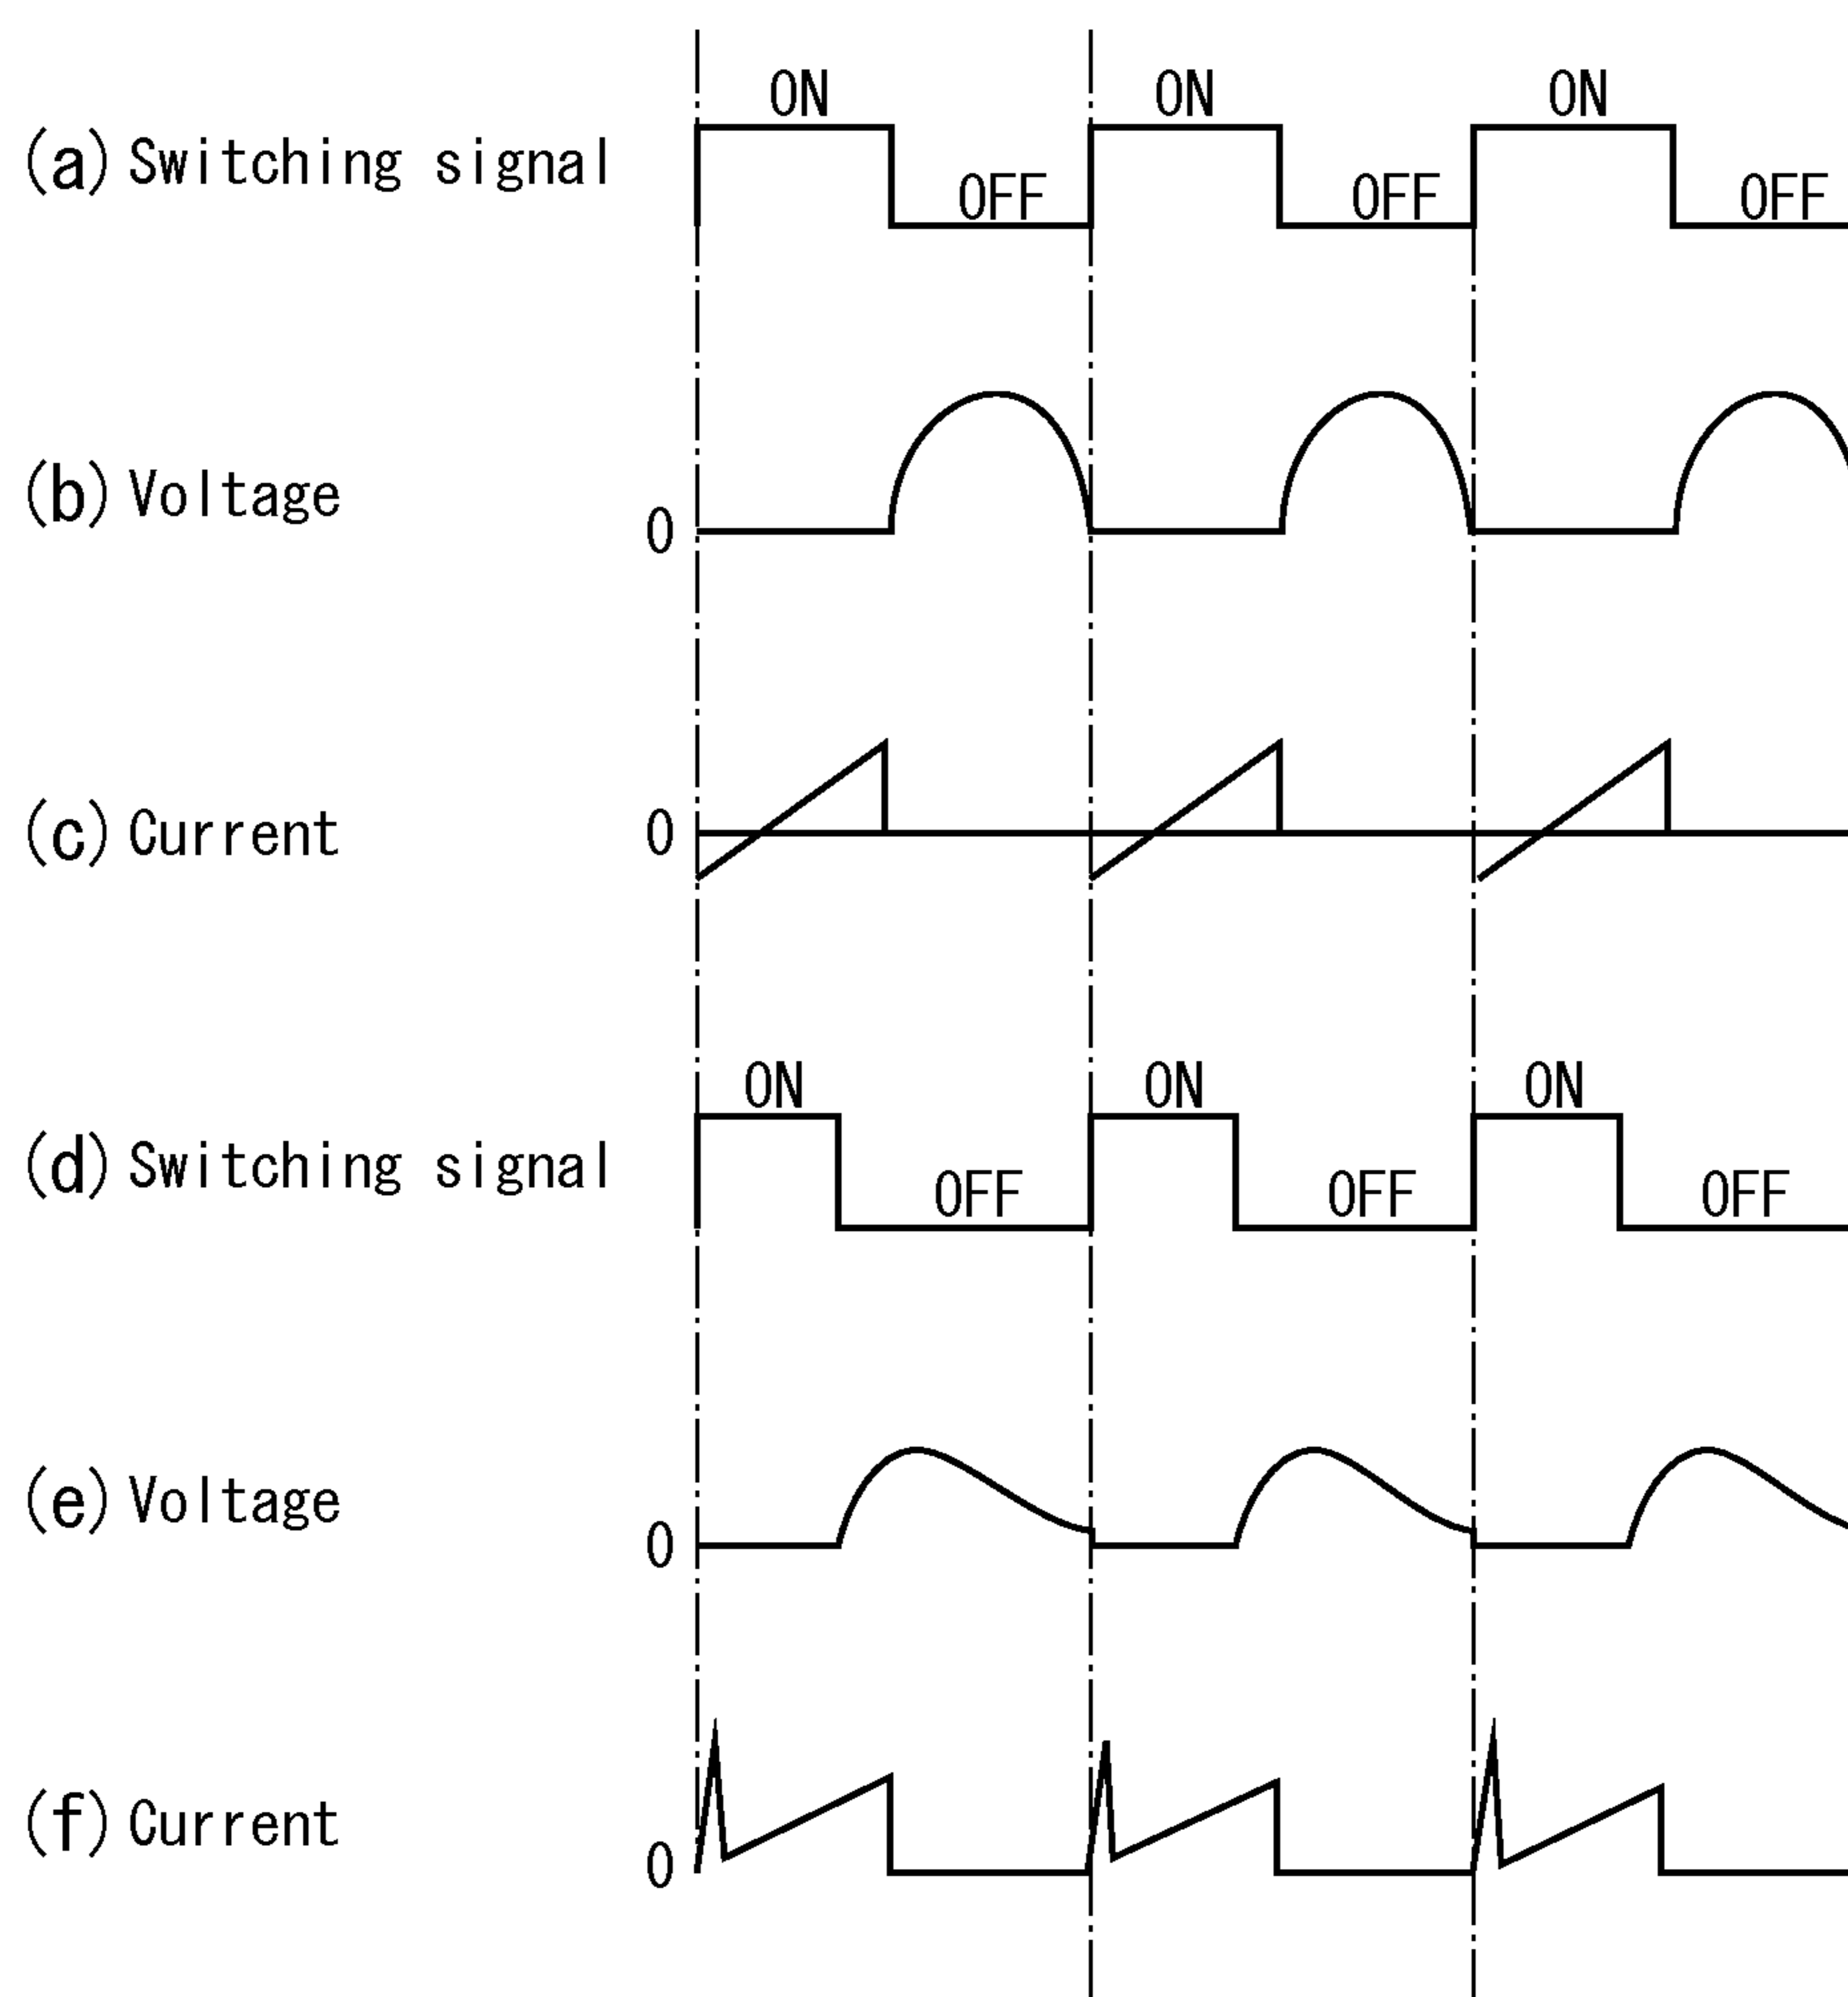 ON ON ON
(a) Switching signal
OFF OFF OFF
(b) Voltage
0
(c) Current
0
ON ON ON
(d) Switching signal
OFF OFF OFF
(e) Voltage
0
(f) Current
0